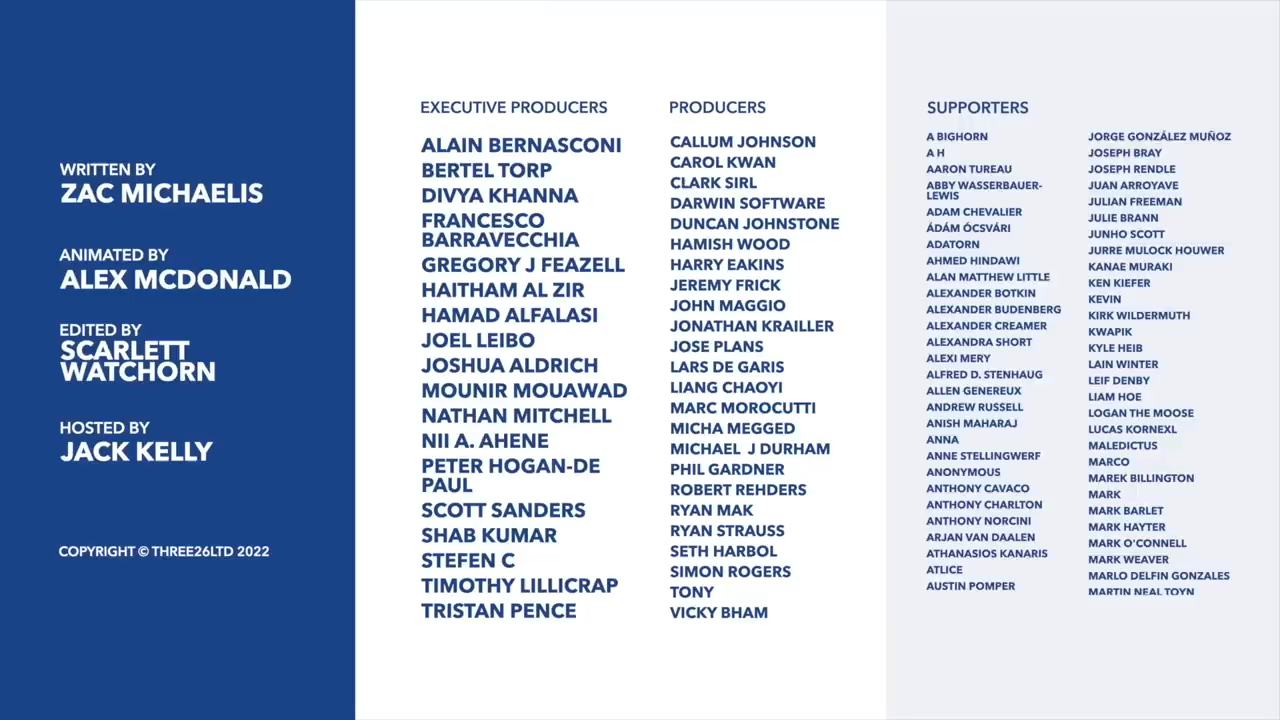 WRITTEN BY
ZAC MICHAELIS
ANIMATED BY
ALEX MCDONALD
EDITED BY
SCARLETT
WATCHORN
HOSTED BY
JACK KELLY
COPYRIGHT © THREE26LTD 2022
EXECUTIVE PRODUCERS
ALAIN BERNASCONI
BERTEL TORP
DIVYA KHANNA
FRANCESCO
BARRAVECCHIA
GREGORY J FEAZELL
HAITHAM AL ZIR
HAMAD ALFALASI
JOEL LEIBO
JOSHUA ALDRICH
MOUNIR MOUAWAD
NATHAN MITCHELL
NII A. AHENE
PETER HOGAN-DE
PAUL
SCOTT SANDERS
SHAB KUMAR
STEFEN C
TIMOTHY LILLICRAP
TRISTAN PENCE
PRODUCERS
CALLUM JOHNSON
CAROL KWAN
CLARK SIRL
DARWIN SOFTWARE
DUNCAN JOHNSTONE
HAMISH WOOD
HARRY EAKINS
JEREMY FRICK
JOHN MAGGIO
JONATHAN KRAILLER
JOSE PLANS
LARS DE GARIS
LIANG CHAOYI
MARC MOROCUTTI
MICHA MEGGED
MICHAEL J DURHAM
PHIL GARDNER
ROBERT REHDERS
RYAN MAK
RYAN STRAUSS
SETH HARBOL
SIMON ROGERS
TONY
VICKY BHAM
SUPPORTERS
A BIGHORN
A H
AARON TUREAU
ABBY WASSERBAUER-
LEWIS
ADAM CHEVALIER
ÁDÁM ÓCSVÁRI
ADATORN
AHMED HINDAWI
ALAN MATTHEW LITTLE
ALEXANDER BOTKIN
ALEXANDER BUDENBERG
ALEXANDER CREAMER
ALEXANDRA SHORT
ALEXI MERY
ALFRED D. STENHAUG
ALLEN GENEREUX
ANDREW RUSSELL
ANISH MAHARAJ
ANNA
ANNE STELLINGWERF
ANONYMOUS
ANTHONY CAVACO
ANTHONY CHARLTON
ANTHONY NORCINI
ARJAN VAN DAALEN
ATHANASIOS KANARIS
ATLICE
AUSTIN POMPER
JORGE GONZÁLEZ MUÑOZ
JOSEPH BRAY
JOSEPH RENDLE
JUAN ARROYAVE
JULIAN FREEMAN
JULIE BRANN
JUNHO SCOTT
JURRE MULOCK HOUWER
KANAE MURAKI
KEN KIEFER
KEVIN
KIRK WILDERMUTH
KWAPIK
KYLE HEIB
LAIN WINTER
LEIF DENBY
LIAM HOE
LOGAN THE MOOSE
LUCAS KORNEXL
MALEDICTUS
MARCO
MAREK BILLINGTON
MARK
MARK BARLET
MARK HAYTER
MARK O'CONNELL
MARK WEAVER
MARLO DELFIN GONZALES
MARTIN NEAL TOYN